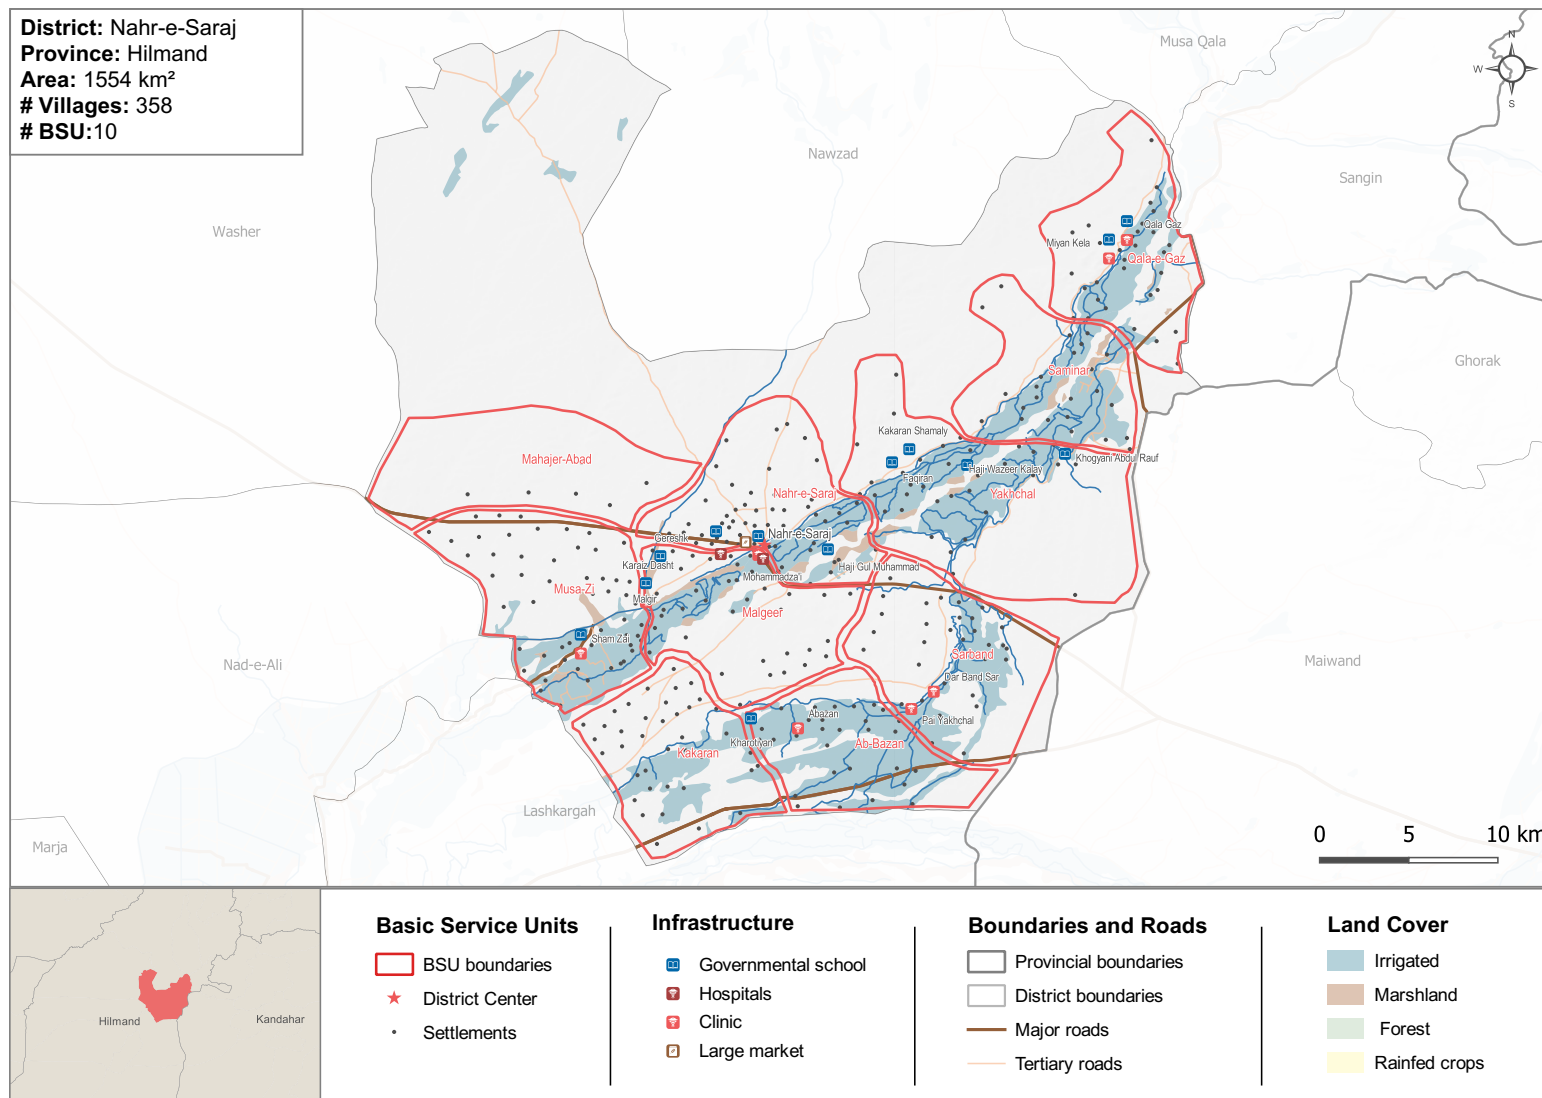 District: Nahr-e-Saraj
Province: Hilmand
Area: 1554 km²
# Villages: 358
# BSU:10
Musa Qala
N
W
S
Nawzad
Sangin
Washer
Qala Gaz
Miyan Kela
Qala-e-Gaz
Ghorak
Saminar
Kakaran Shamaly
Mahajer-Abad
Khogyani Abdul Rauf
Haji Wazeer Kalay
Faqiran
Nahr-e-Saraj
Yakhchal
Gereshk
Nahr-e-Saraj
Karaiz Dasht
Haji Gul Muhammad
Mohammadza'i
Musa-Zi
Malgir
Malgeer
Sham Zai
Sarband
Nad-e-Ali
Maiwand
Dar Band Sar
Abazan
Pai Yakhchal
Kharotiyan
Ab-Bazan
Kakaran
Lashkargah
Marja
0 5 10 km
Hilmand
Kandahar
Basic Service Units
BSU boundaries
District Center
Settlements
Infrastructure
Governmental school
Hospitals
Clinic
Large market
Boundaries and Roads
Provincial boundaries
District boundaries
Major roads
Tertiary roads
Land Cover
Irrigated
Marshland
Forest
Rainfed crops